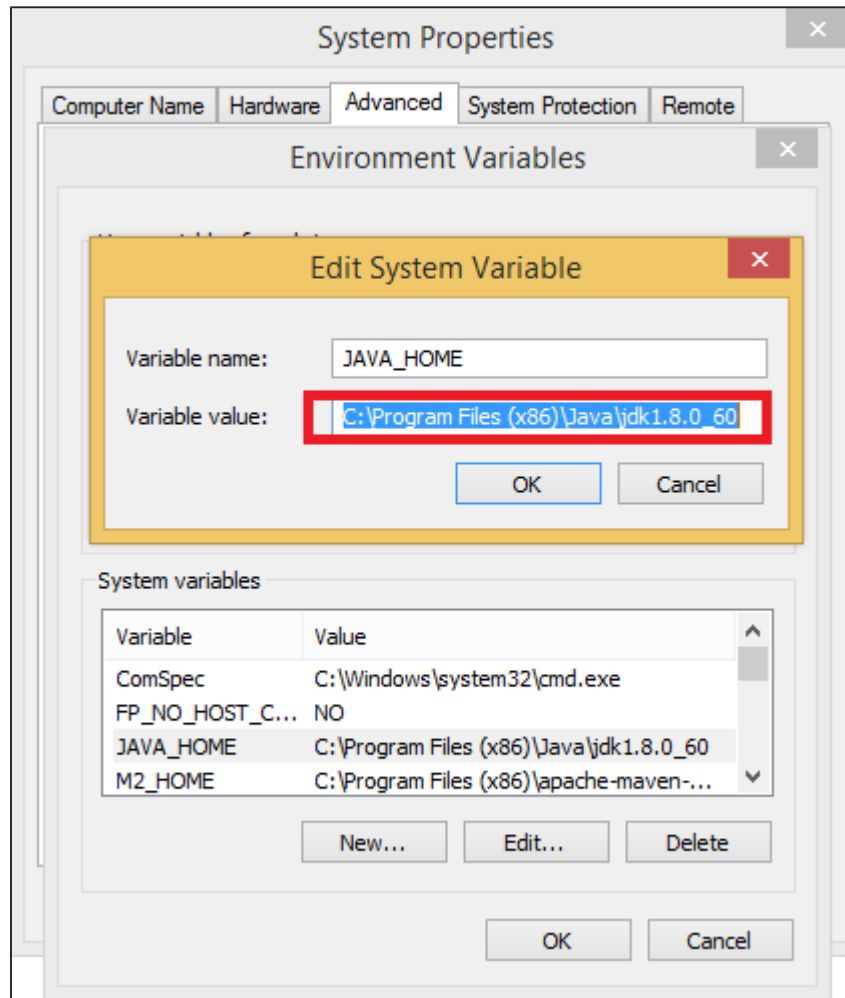 System Properties
Computer Name Hardware Advanced System Protection Remote
Environment Variables
Edit System Variable
Variable name: JAVA_HOME
Variable value: C:\Program Files (x86)\Java\jdk1.8.0_60
OK Cancel
System variables
Variable Value
ComSpec C:\Windows\system32\cmd.exe
FP_NO_HOST_C... NO
JAVA_HOME C:\Program Files (x86)\Java\jdk1.8.0_60
M2_HOME C:\Program Files (x86)\apache-maven-...
New... Edit... Delete
OK Cancel